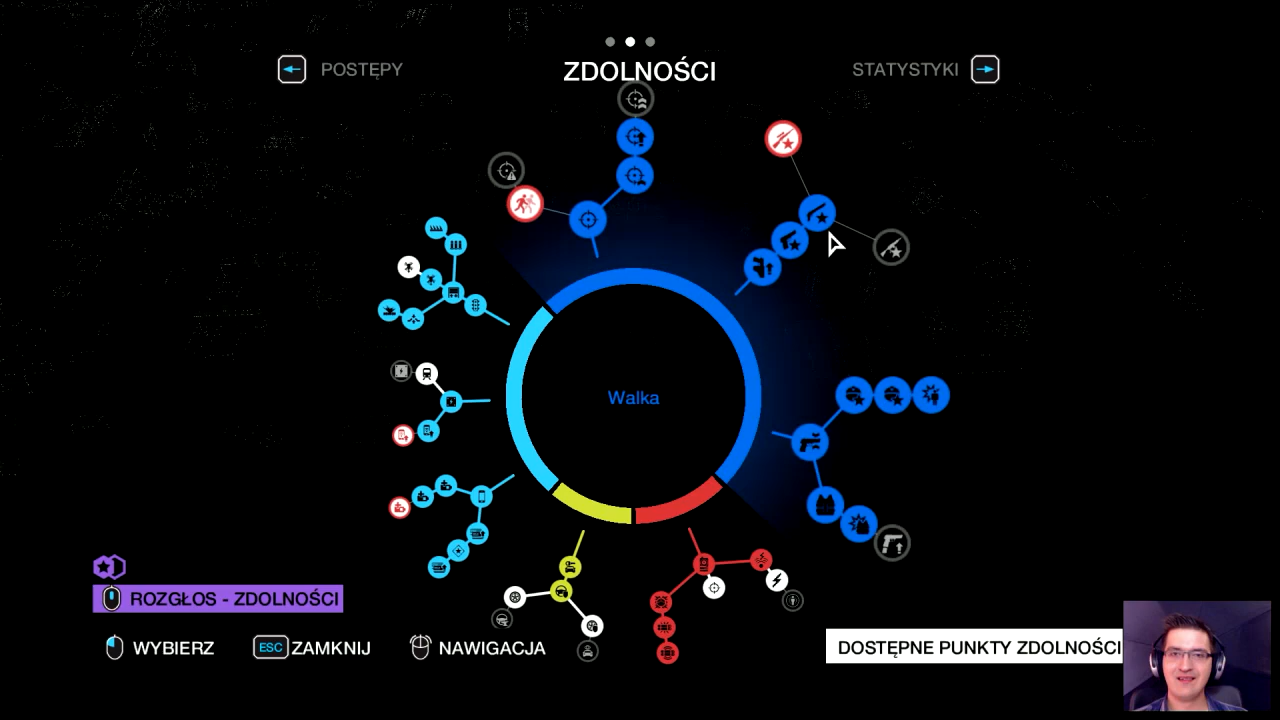 ZDOLNOŚCI
POSTĘPY
STATYSTYKI
Walka
ROZGŁOS - ZDOLNOŚCI
WYBIERZ
ESC ZAMKNIJ
NAWIGACJA
DOSTĘPNE PUNKTY ZDOLNOŚCI